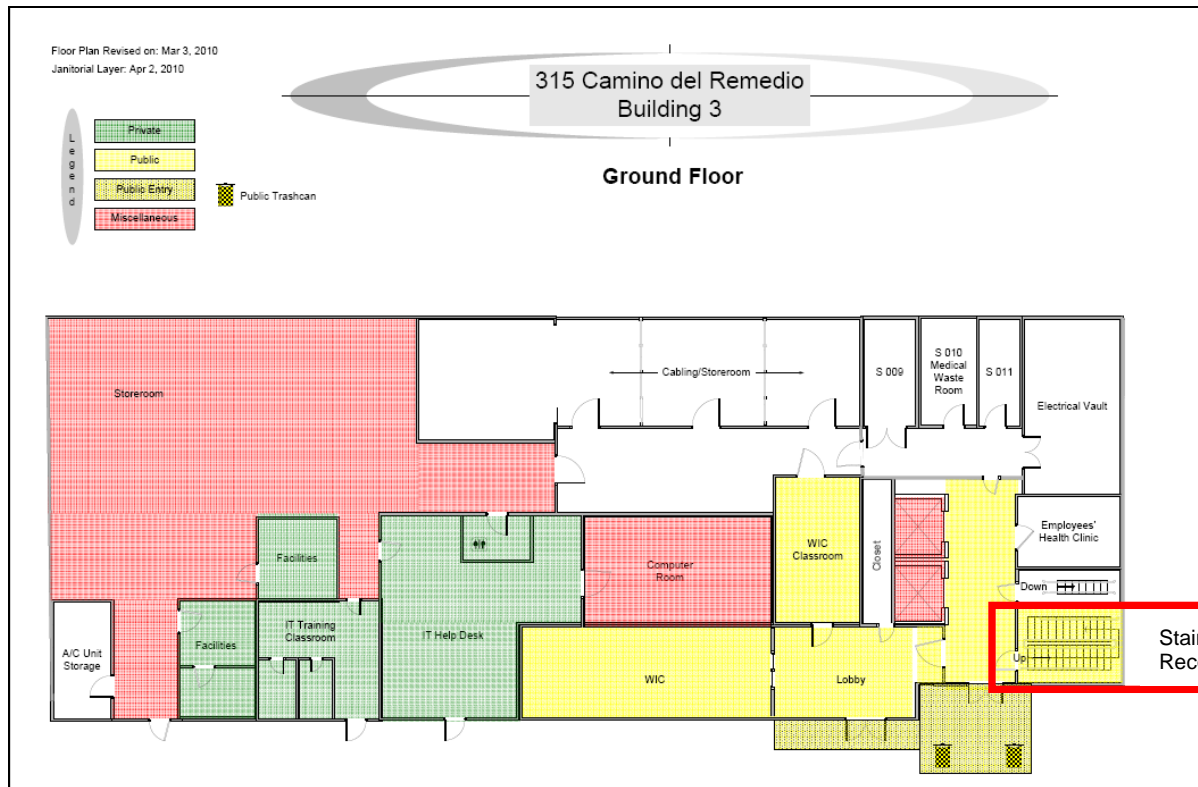 Floor Plan Revised on: Mar 3, 2010
Janitorial Layer: Apr 2, 2010
315 Camino del Remedio
Building 3
Ground Floor
Legend
Private
Public
Public Entry
Miscellaneous
Public Trashcan
Storeroom
Cabling/Storeroom
S 009
S 010
Medical
Waste
Room
S 011
Electrical Vault
Facilities
Computer
Room
WIC
Classroom
Closet
Employees'
Health Clinic
Down
A/C Unit
Storage
Facilities
IT Training
Classroom
IT Help Desk
WIC
Lobby
Up